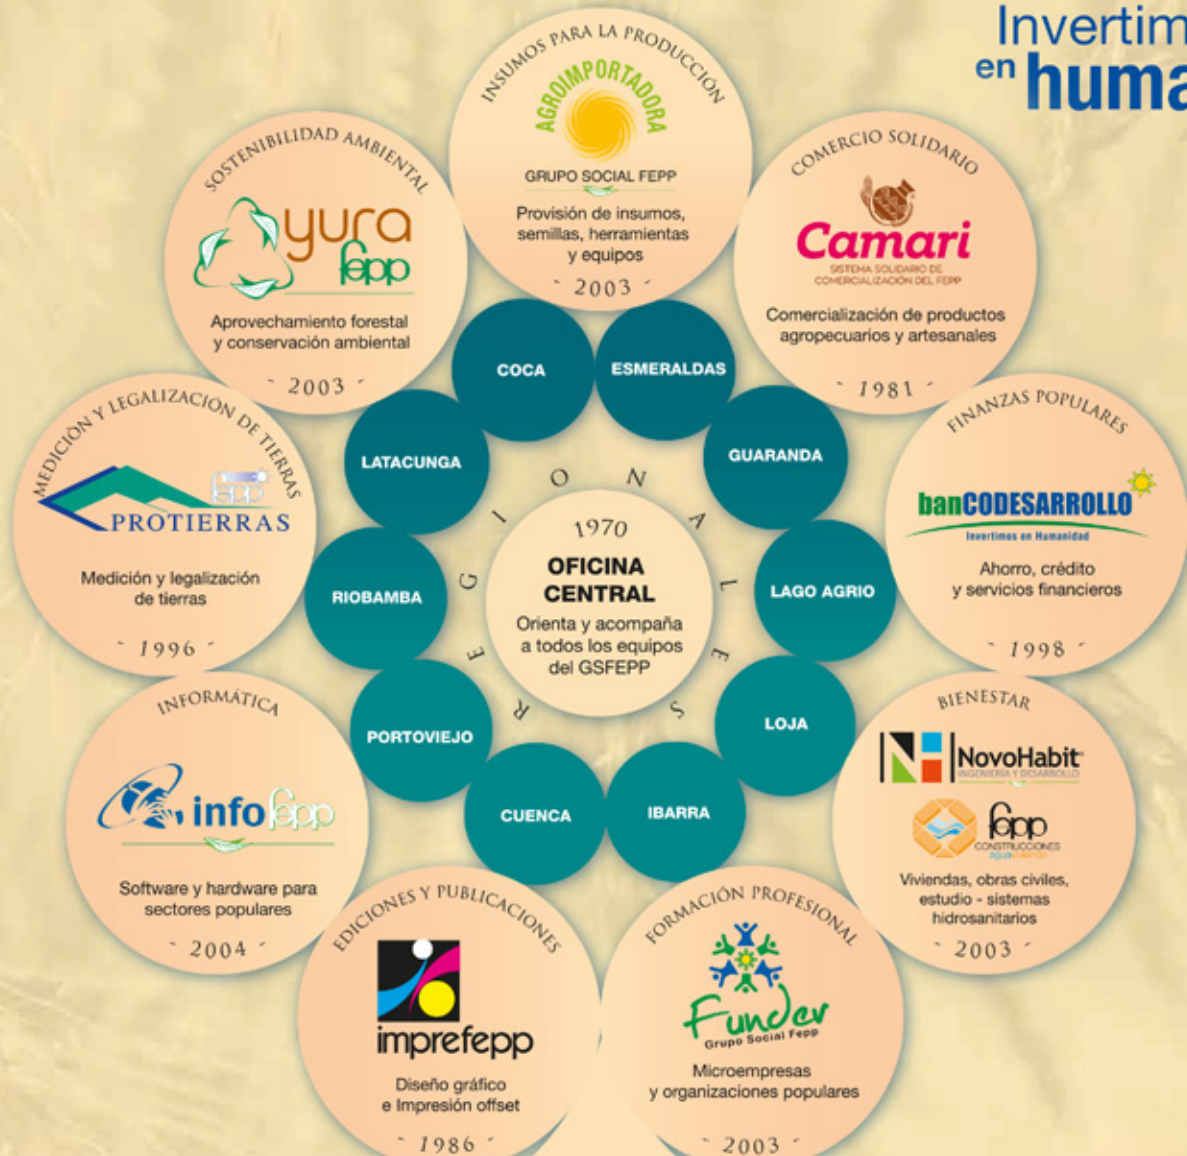 Invertim
en huma
INSUMOS PARA LA PRODUCCIÓN
AGROIMPORTADORA
GRUPO SOCIAL FEPP
Provisión de insumos,
semillas, herramientas
y equipos
- 2003 -
COMERCIO SOLIDARIO
Camari
SISTEMA SOLIDARIO DE
COMERCIALIZACIÓN DEL FEPP
Comercialización de productos
agropecuarios y artesanales
- 1981 -
FINANZAS POPULARES
banCODESARROLLO
Invertimos en Humanidad
Ahorro, crédito
y servicios financieros
- 1998 -
BIENESTAR
NovoHabit
INGENIERÍA Y DESARROLLO
fepp
CONSTRUCCIONES
Viviendas, obras civiles,
estudio - sistemas
hidrosanitarios
- 2003 -
FORMACIÓN PROFESIONAL
Funder
Grupo Social Fepp
Microempresas
y organizaciones populares
- 2003 -
EDICIONES Y PUBLICACIONES
imprefepp
Diseño gráfico
e Impresión offset
- 1986 -
INFORMÁTICA
infofepp
Software y hardware para
sectores populares
- 2004 -
MEDICIÓN Y LEGALIZACIÓN DE TIERRAS
fepp
PROTIERRAS
Medición y legalización
de tierras
- 1996 -
SOSTENIBILIDAD AMBIENTAL
yura
fepp
Aprovechamiento forestal
y conservación ambiental
- 2003 -
COCA
ESMERALDAS
GUARANDA
LAGO AGRIO
LOJA
IBARRA
CUENCA
PORTOVIEJO
RIOBAMBA
LATACUNGA
REGIONALES
1970
OFICINA
CENTRAL
Orienta y acompaña
a todos los equipos
del GSFEPP